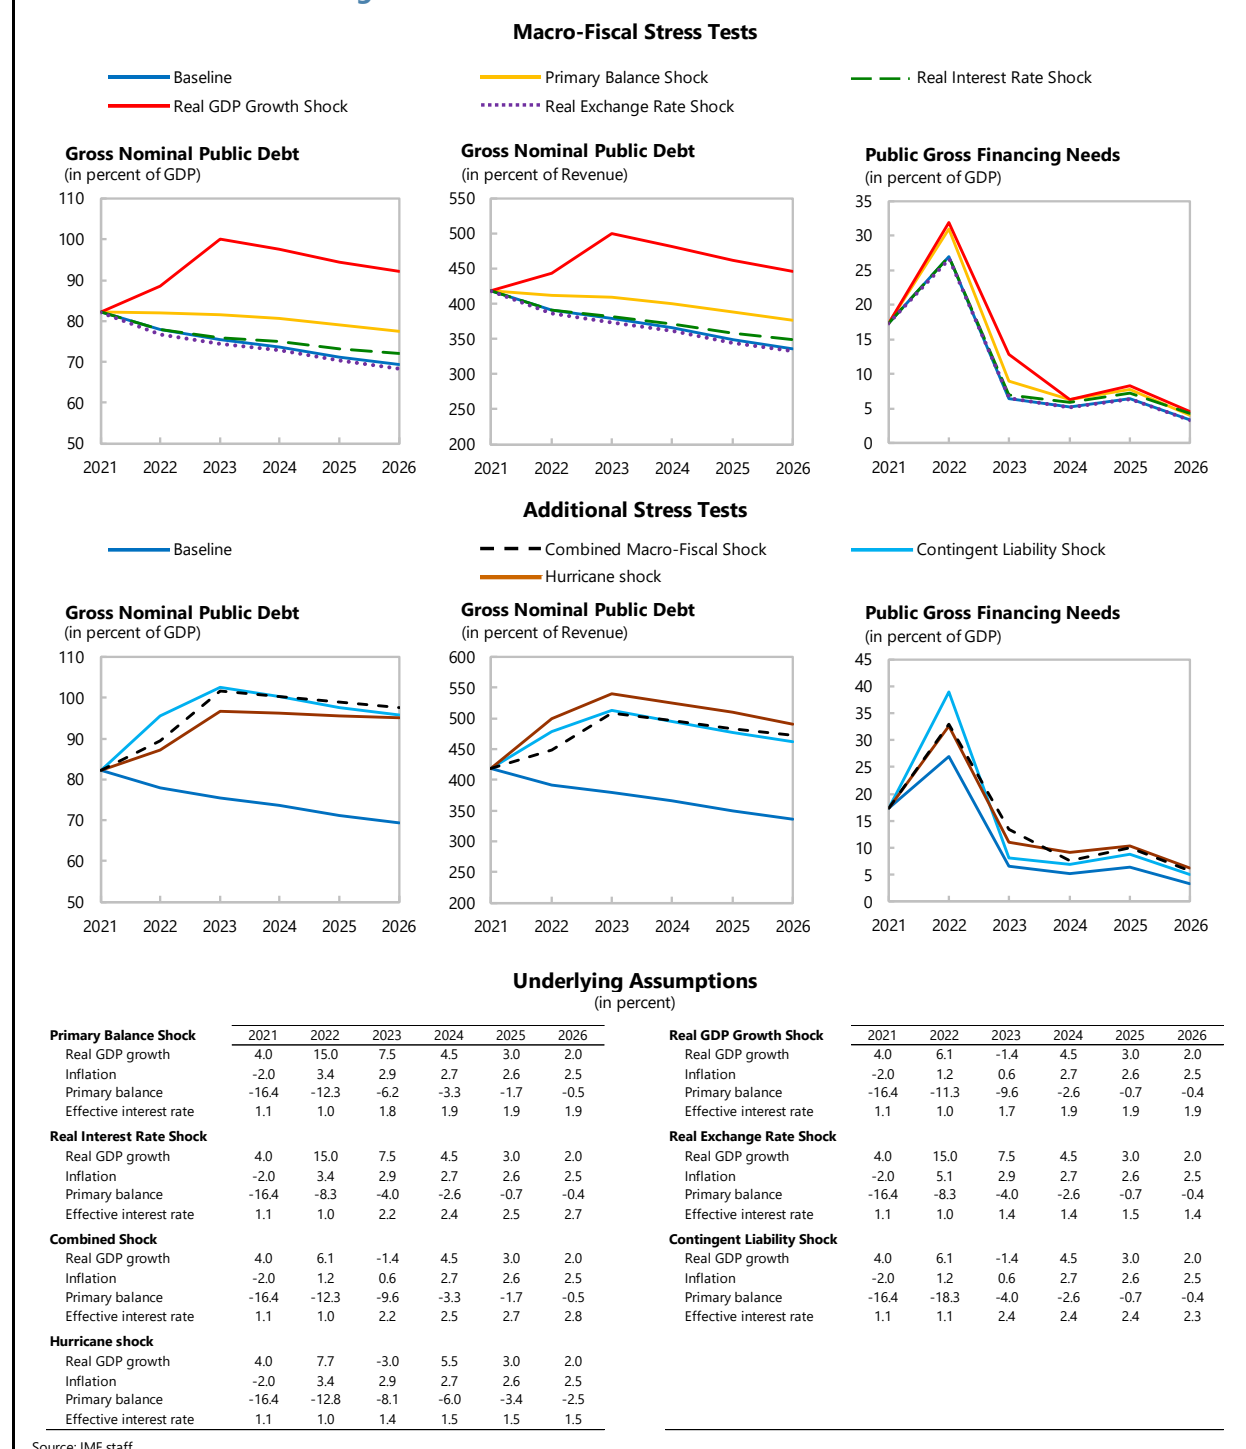 Macro-Fiscal Stress Tests
Baseline
Primary Balance Shock
Real Interest Rate Shock
Real GDP Growth Shock
Real Exchange Rate Shock
Gross Nominal Public Debt
(in percent of GDP)
110
100
90
80
70
60
50
2021 2022 2023 2024 2025 2026
Gross Nominal Public Debt
(in percent of Revenue)
550
500
450
400
350
300
250
200
2021 2022 2023 2024 2025 2026
Public Gross Financing Needs
(in percent of GDP)
35
30
25
20
15
10
5
0
2021 2022 2023 2024 2025 2026
Additional Stress Tests
Baseline
Combined Macro-Fiscal Shock
Contingent Liability Shock
Hurricane shock
Gross Nominal Public Debt
(in percent of GDP)
110
100
90
80
70
60
50
2021 2022 2023 2024 2025 2026
Gross Nominal Public Debt
(in percent of Revenue)
600
550
500
450
400
350
300
250
200
2021 2022 2023 2024 2025 2026
Public Gross Financing Needs
(in percent of GDP)
45
40
35
30
25
20
15
10
5
0
2021 2022 2023 2024 2025 2026
Underlying Assumptions
(in percent)
Primary Balance Shock 2021 2022 2023 2024 2025 2026
Real GDP growth 4.0 15.0 7.5 4.5 3.0 2.0
Inflation -2.0 3.4 2.9 2.7 2.6 2.5
Primary balance -16.4 -12.3 -6.2 -3.3 -1.7 -0.5
Effective interest rate 1.1 1.0 1.8 1.9 1.9 1.9
Real Interest Rate Shock
Real GDP growth 4.0 15.0 7.5 4.5 3.0 2.0
Inflation -2.0 3.4 2.9 2.7 2.6 2.5
Primary balance -16.4 -8.3 -4.0 -2.6 -0.7 -0.4
Effective interest rate 1.1 1.0 2.2 2.4 2.5 2.7
Combined Shock
Real GDP growth 4.0 6.1 -1.4 4.5 3.0 2.0
Inflation -2.0 1.2 0.6 2.7 2.6 2.5
Primary balance -16.4 -12.3 -9.6 -3.3 -1.7 -0.5
Effective interest rate 1.1 1.0 2.2 2.5 2.7 2.8
Hurricane shock
Real GDP growth 4.0 7.7 -3.0 5.5 3.0 2.0
Inflation -2.0 3.4 2.9 2.7 2.6 2.5
Primary balance -16.4 -12.8 -8.1 -6.0 -3.4 -2.5
Effective interest rate 1.1 1.0 1.4 1.5 1.5 1.5
Real GDP Growth Shock 2021 2022 2023 2024 2025 2026
Real GDP growth 4.0 6.1 -1.4 4.5 3.0 2.0
Inflation -2.0 1.2 0.6 2.7 2.6 2.5
Primary balance -16.4 -11.3 -9.6 -2.6 -0.7 -0.4
Effective interest rate 1.1 1.0 1.7 1.9 1.9 1.9
Real Exchange Rate Shock
Real GDP growth 4.0 15.0 7.5 4.5 3.0 2.0
Inflation -2.0 5.1 2.9 2.7 2.6 2.5
Primary balance -16.4 -8.3 -4.0 -2.6 -0.7 -0.4
Effective interest rate 1.1 1.0 1.4 1.4 1.5 1.4
Contingent Liability Shock
Real GDP growth 4.0 6.1 -1.4 4.5 3.0 2.0
Inflation -2.0 1.2 0.6 2.7 2.6 2.5
Primary balance -16.4 -18.3 -4.0 -2.6 -0.7 -0.4
Effective interest rate 1.1 1.1 2.4 2.4 2.4 2.3
Source: IMF staff